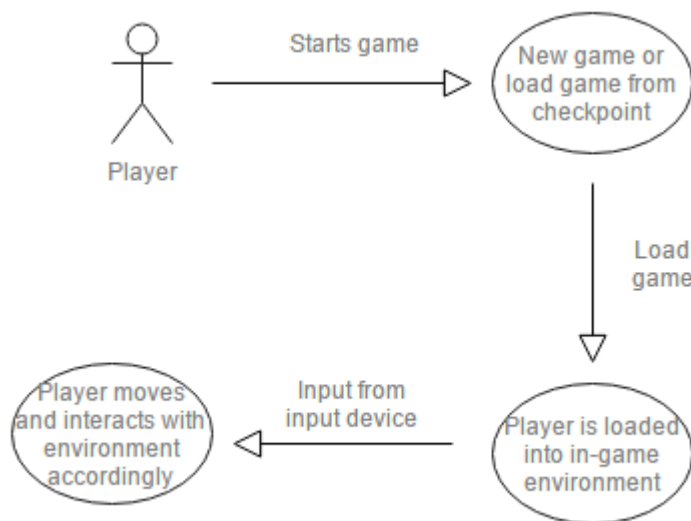 Starts game
New game or
load game from
checkpoint
Player
Load
game
Input from
input device
Player moves
and interacts with
environment
accordingly
Player is loaded
into in-game
environment